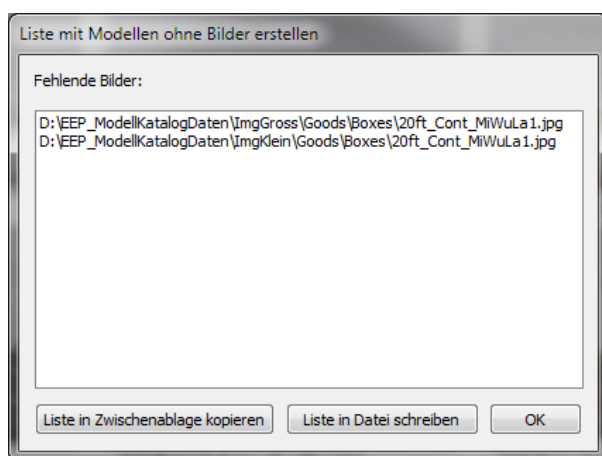 Liste mit Modellen ohne Bilder erstellen
Fehlende Bilder:
D:\EEP_ModellKatalogDaten\ImgGross\Goods\Boxes\20ft_Cont_MiWuLa1.jpg
D:\EEP_ModellKatalogDaten\ImgKlein\Goods\Boxes\20ft_Cont_MiWuLa1.jpg
Liste in Zwischenablage kopieren Liste in Datei schreiben OK